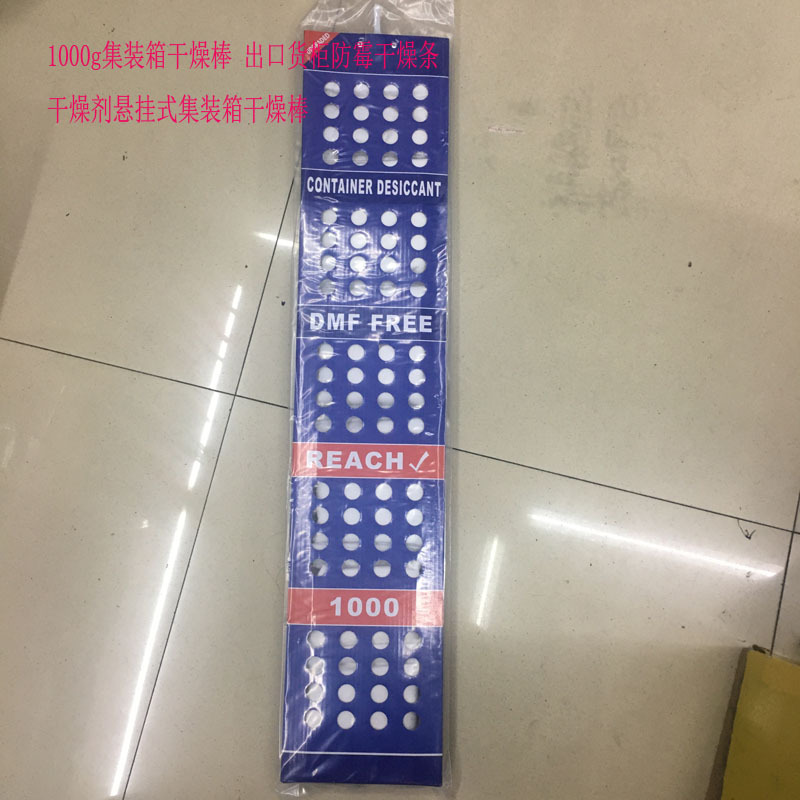 1000g集装箱干燥棒 出口货柜防霉干燥条
干燥剂悬挂式集装箱干燥棒
CONTAINER DESICCANT
DMF FREE
REACH✓
1000